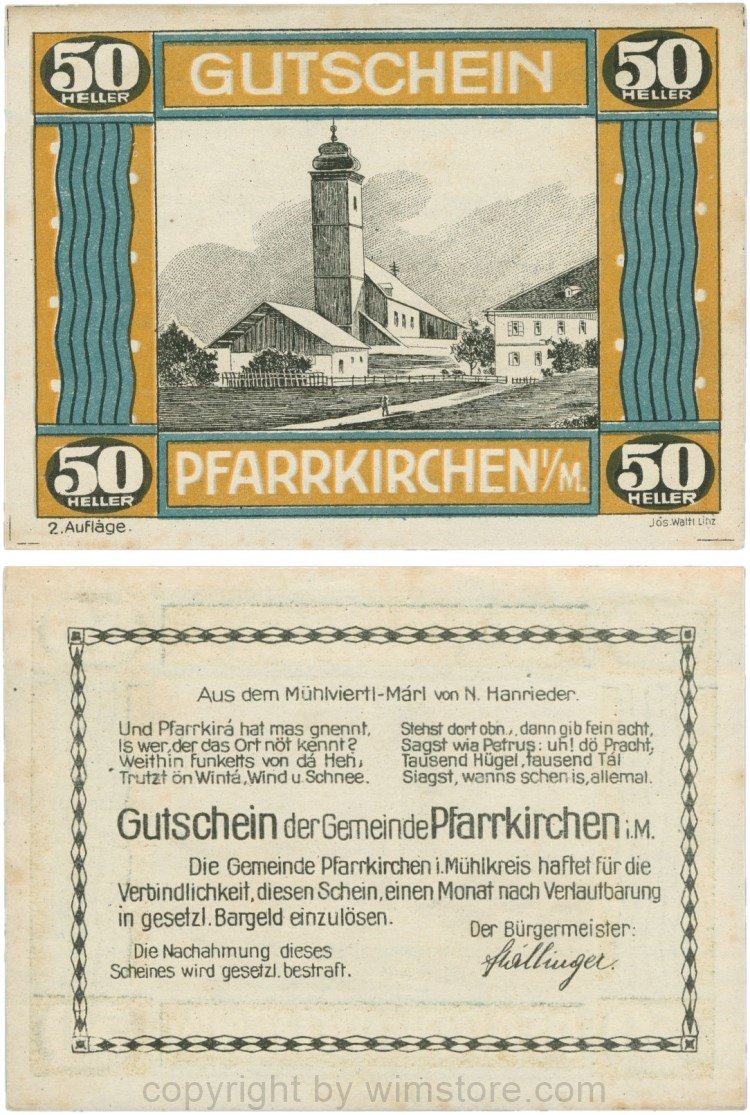 50 HELLER
GUTSCHEIN
50 HELLER
50 HELLER
PFARRKIRCHEN I/M.
50 HELLER
2. Auflage.
Jos. Waltl Linz
Aus dem Mühlviertl-Márl von N. Hanrieder.
Und Pfarrkirá hat mas gnennt,
Is wer, der das Ort nöt kennt?
Weithin funkelts von dá Heh,
Trutzt ön Wintá, Wind u. Schnee.
Stehst dort obn., dann gib fein acht,
Sagst wia Petrus: uh! dö Pracht,
Tausend Hügel, tausend Tál
Siagst, wanns schen is, allemal.
Gutschein der Gemeinde Pfarrkirchen i.M.
Die Gemeinde Pfarrkirchen i. Mühlkreis haftet für die
Verbindlichkeit, diesen Schein, einen Monat nach Verlautbarung
in gesetzl. Bargeld einzulösen.
Der Bürgermeister:
Die Nachahmung dieses
Scheines wird gesetzl. bestraft.
copyright by wimstore.com